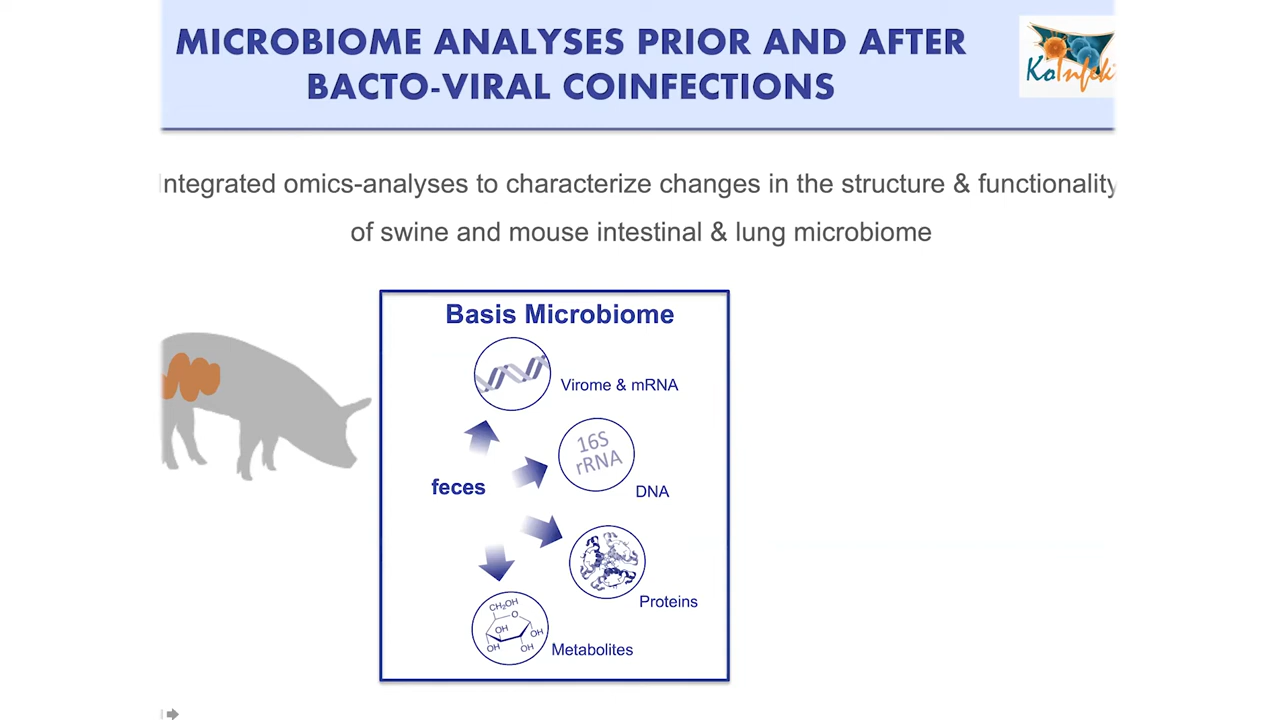 MICROBIOME ANALYSES PRIOR AND AFTER
BACTO-VIRAL COINFECTIONS
KoInfek
Integrated omics-analyses to characterize changes in the structure & functionality
of swine and mouse intestinal & lung microbiome
Basis Microbiome
Virome & mRNA
16S
rRNA
DNA
feces
Proteins
CH2OH
O
OH
OH
OH
OH
Metabolites